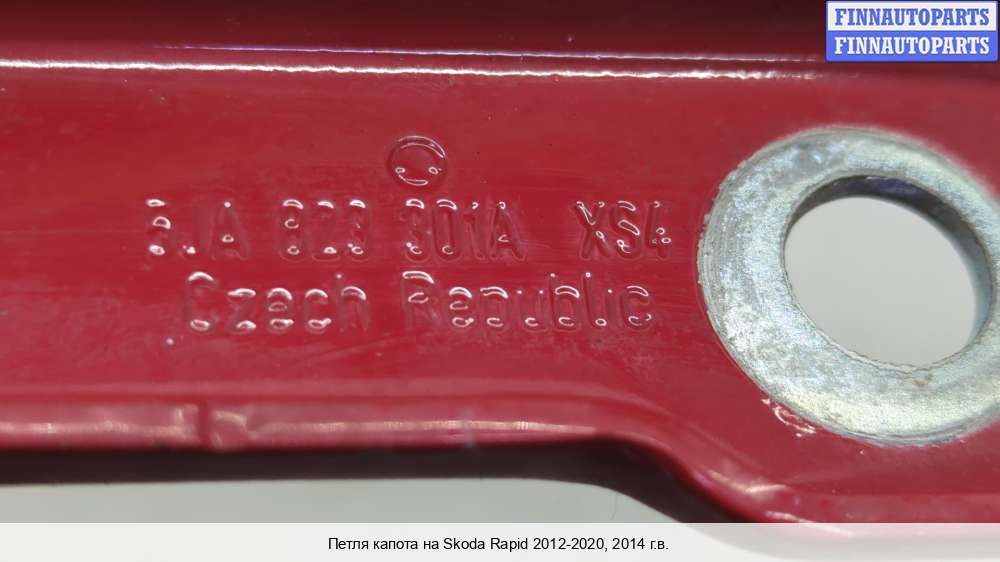 FINNAUTOPARTS
FINNAUTOPARTS
5JA 823 301A XS4
Czech Republic
Петля капота на Skoda Rapid 2012-2020, 2014 г.в.